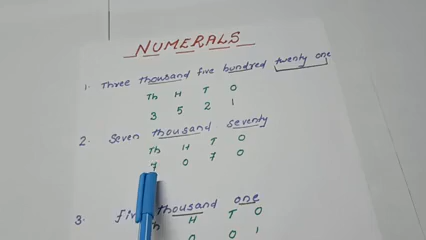 NUMERALS
1. Three thousand five hundred twenty one
Th H T O
3 5 2 1
2. Seven thousand seventy
Th H T O
7 0 7 0
3. five thousand one
H T O
0 0 1